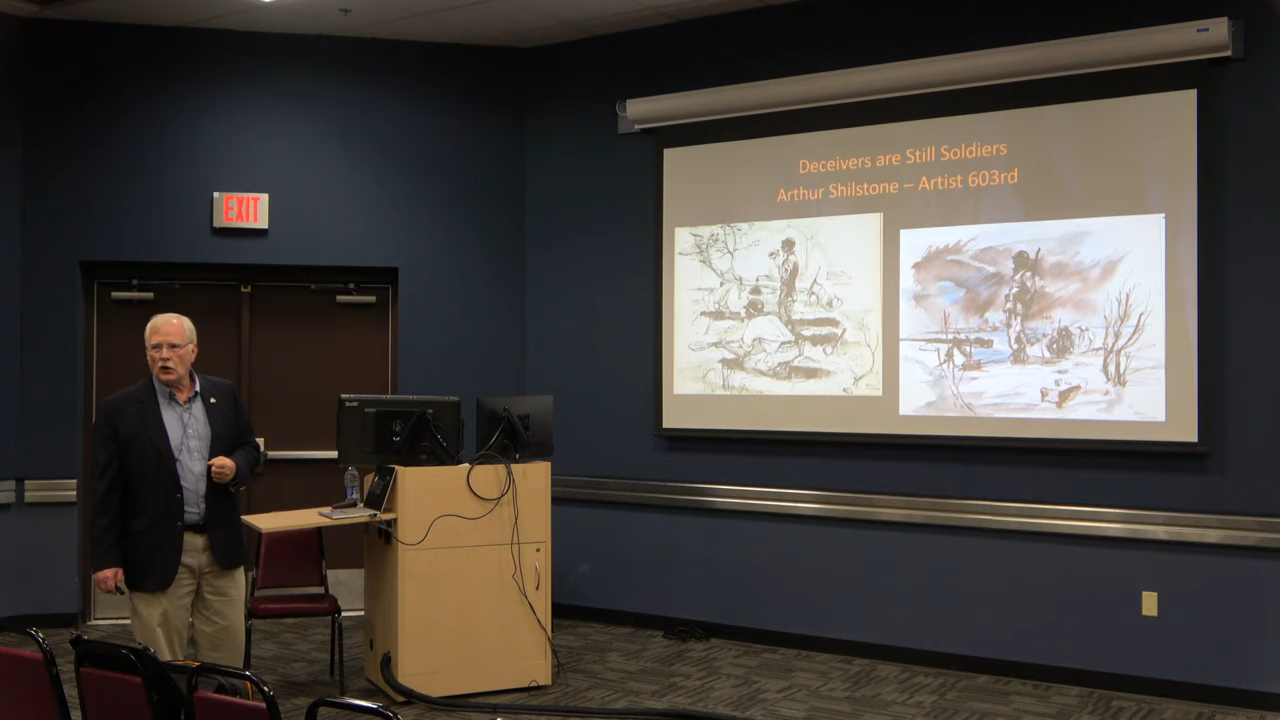 EXIT
Deceivers are Still Soldiers
Arthur Shilstone – Artist 603rd